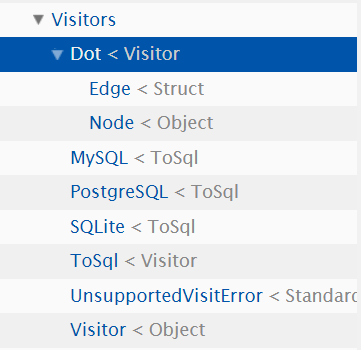 Visitors
Dot < Visitor
Edge < Struct
Node < Object
MySQL < ToSql
PostgreSQL < ToSql
SQLite < ToSql
ToSql < Visitor
UnsupportedVisitError < Standard
Visitor < Object